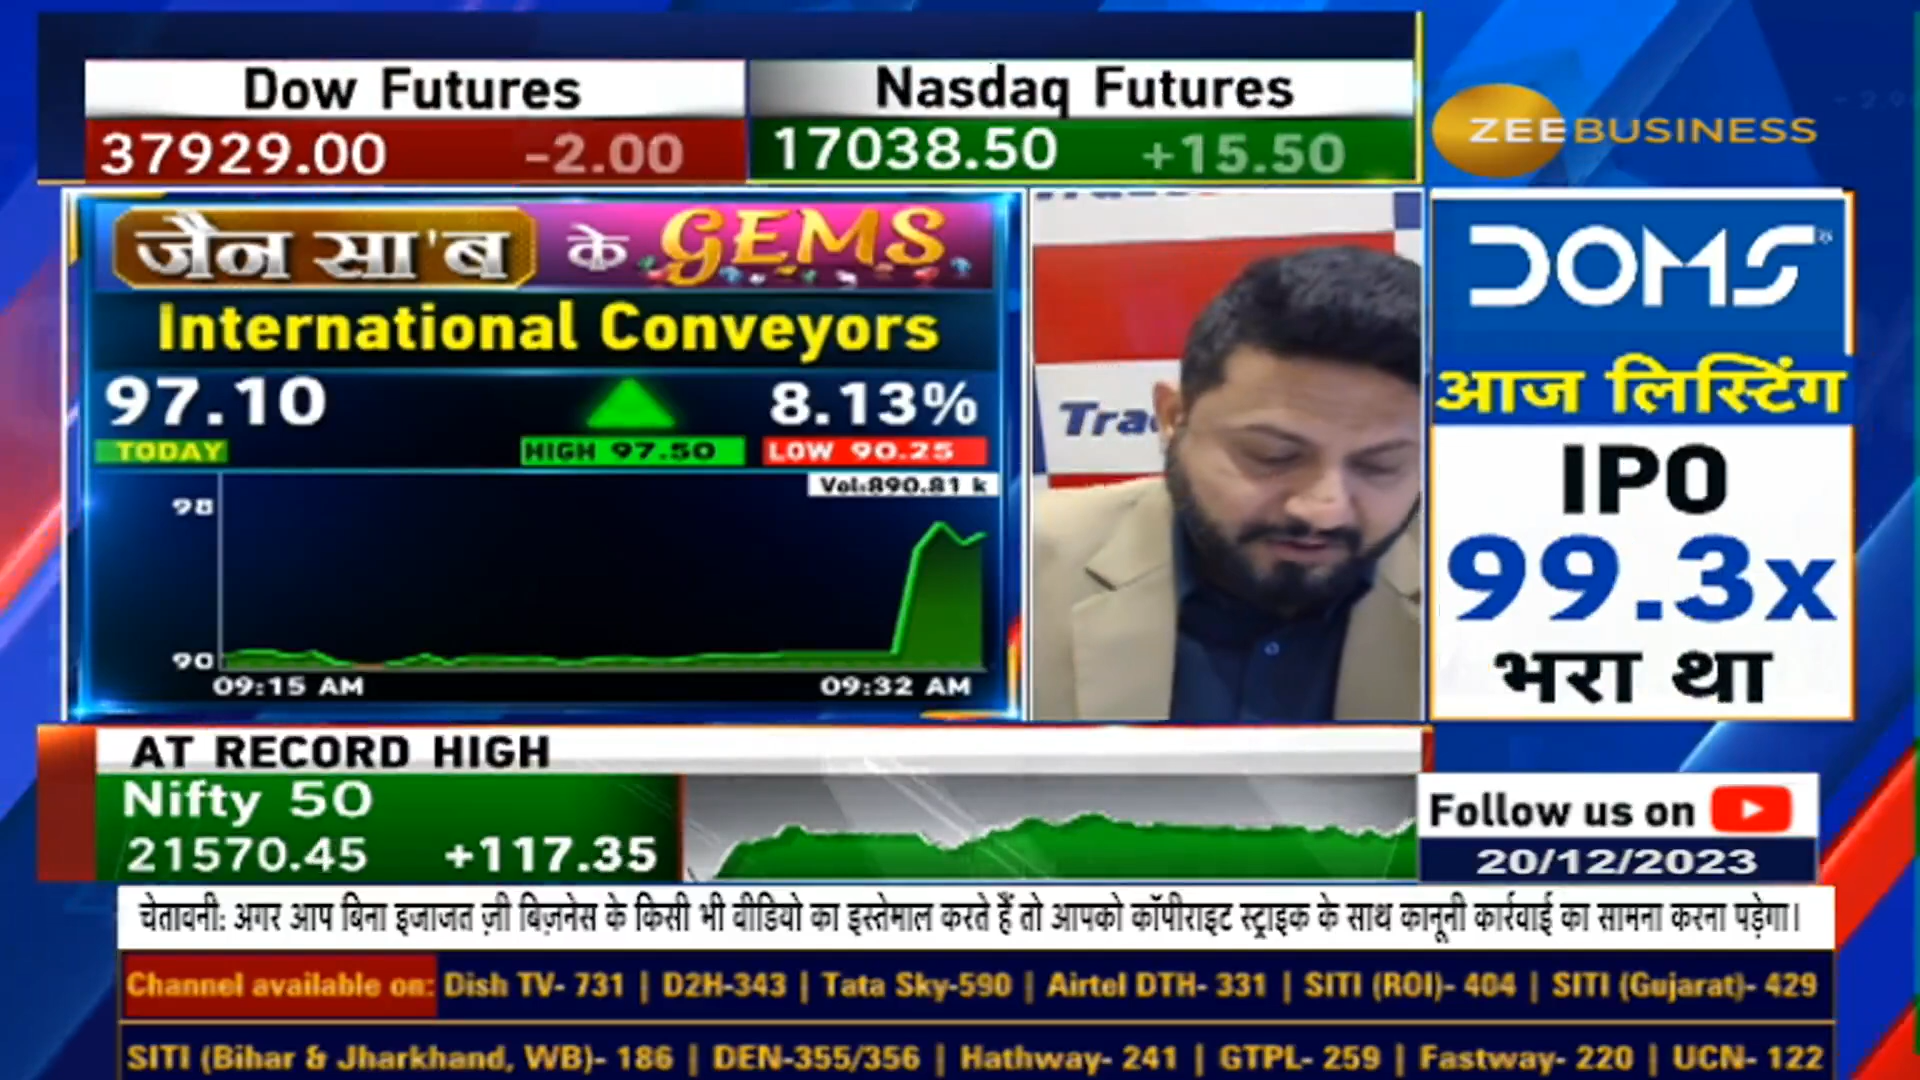 Dow Futures
37929.00 -2.00
Nasdaq Futures
17038.50 +15.50
ZEE BUSINESS
जैन सा'ब के GEMS
International Conveyors
97.10 8.13%
TODAY HIGH 97.50 LOW 90.25
Vol:890.81 k
98
90
09:15 AM 09:32 AM
Tra
DOMS
आज लिस्टिंग
IPO
99.3x
भरा था
AT RECORD HIGH
Nifty 50
21570.45 +117.35
Follow us on
20/12/2023
चेतावनी: अगर आप बिना इजाजत ज़ी बिज़नेस के किसी भी वीडियो का इस्तेमाल करते हैं तो आपको कॉपीराइट स्ट्राइक के साथ कानूनी कार्रवाई का सामना करना पड़ेगा।
Channel available on: Dish TV- 731 | D2H-343 | Tata Sky-590 | Airtel DTH- 331 | SITI (ROI)- 404 | SITI (Gujarat)- 429
SITI (Bihar & Jharkhand, WB)- 186 | DEN-355/356 | Hathway- 241 | GTPL- 259 | Fastway- 220 | UCN- 122